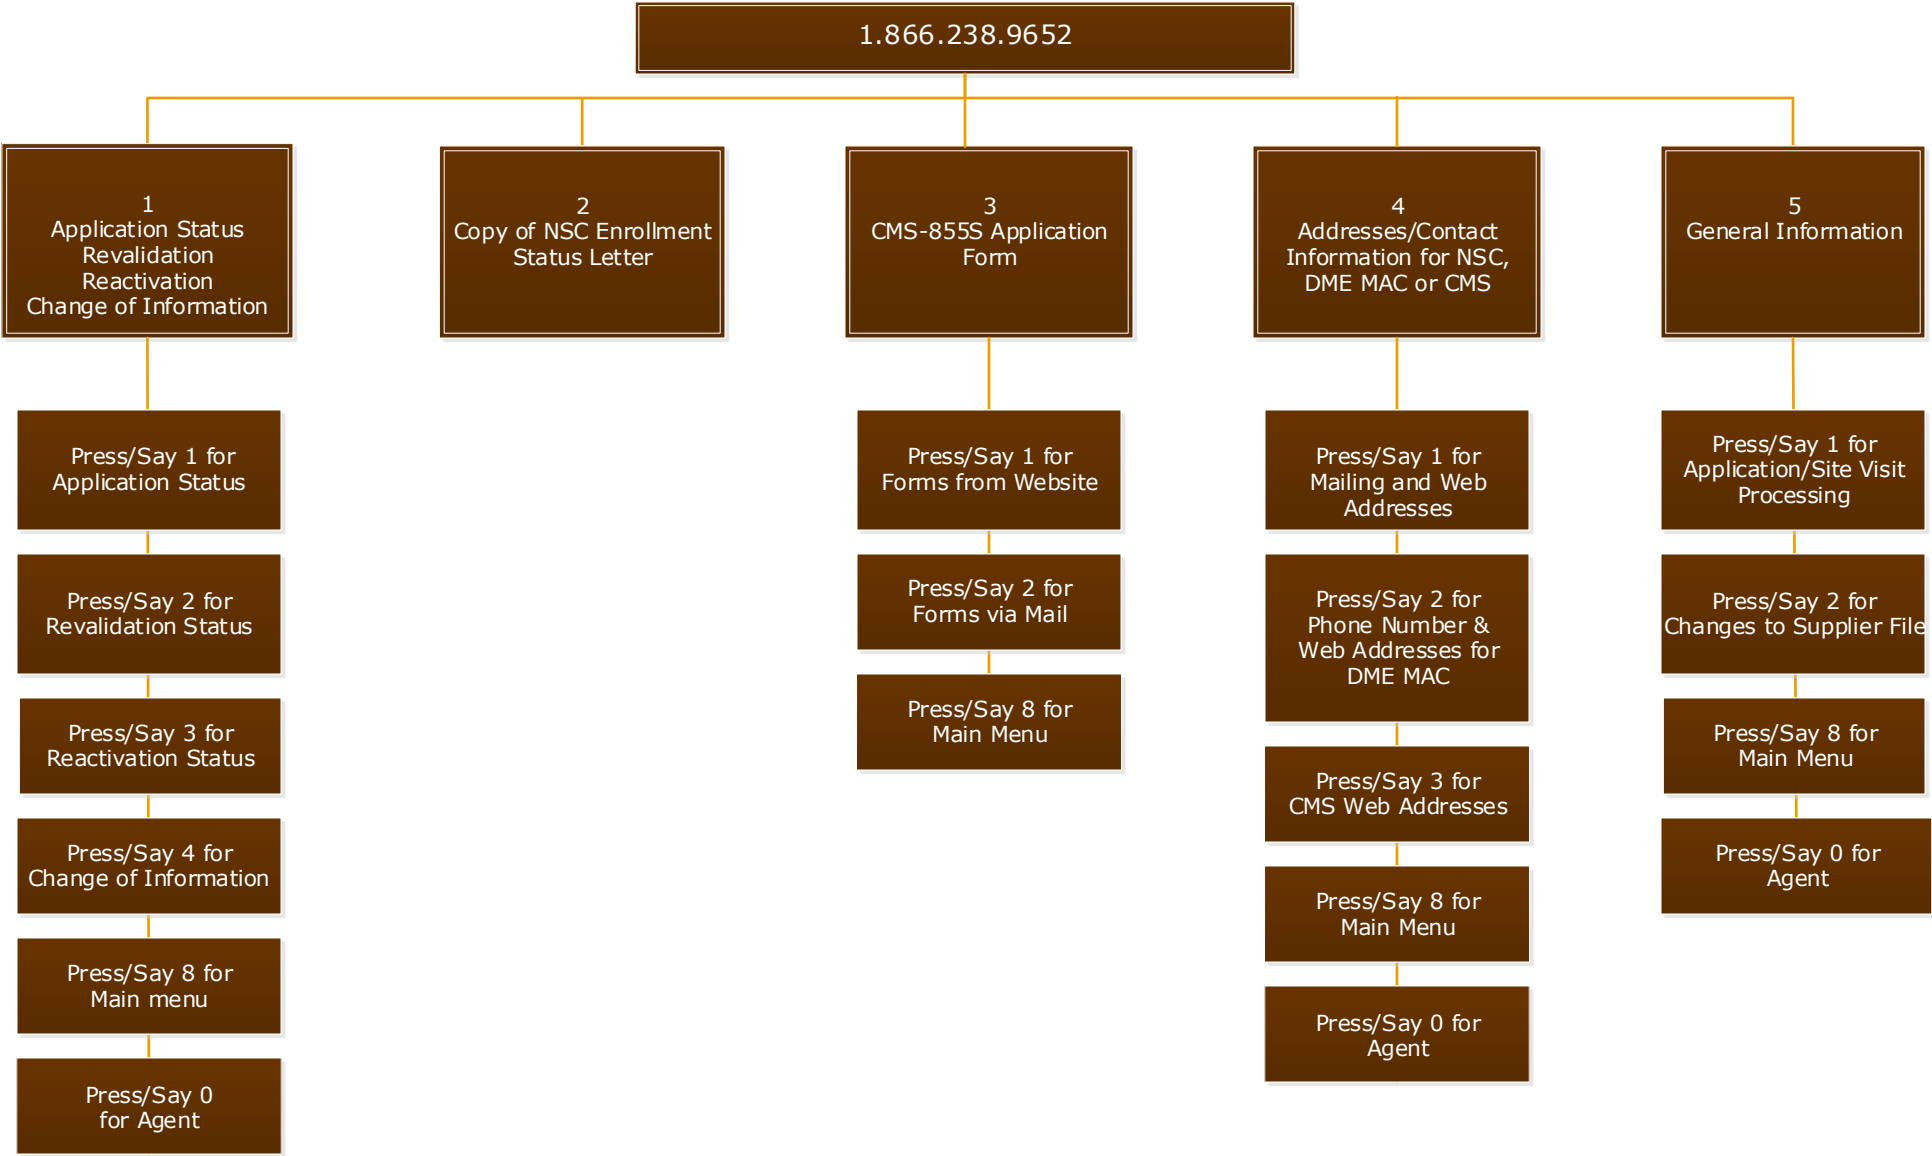 1.866.238.9652
1
Application Status
Revalidation
Reactivation
Change of Information
2
Copy of NSC Enrollment
Status Letter
3
CMS-855S Application
Form
4
Addresses/Contact
Information for NSC,
DME MAC or CMS
5
General Information
Press/Say 1 for
Application Status
Press/Say 2 for
Revalidation Status
Press/Say 3 for
Reactivation Status
Press/Say 4 for
Change of Information
Press/Say 8 for
Main menu
Press/Say 0
for Agent
Press/Say 1 for
Forms from Website
Press/Say 2 for
Forms via Mail
Press/Say 8 for
Main Menu
Press/Say 1 for
Mailing and Web
Addresses
Press/Say 2 for
Phone Number &
Web Addresses for
DME MAC
Press/Say 3 for
CMS Web Addresses
Press/Say 8 for
Main Menu
Press/Say 0 for
Agent
Press/Say 1 for
Application/Site Visit
Processing
Press/Say 2 for
Changes to Supplier File
Press/Say 8 for
Main Menu
Press/Say 0 for
Agent